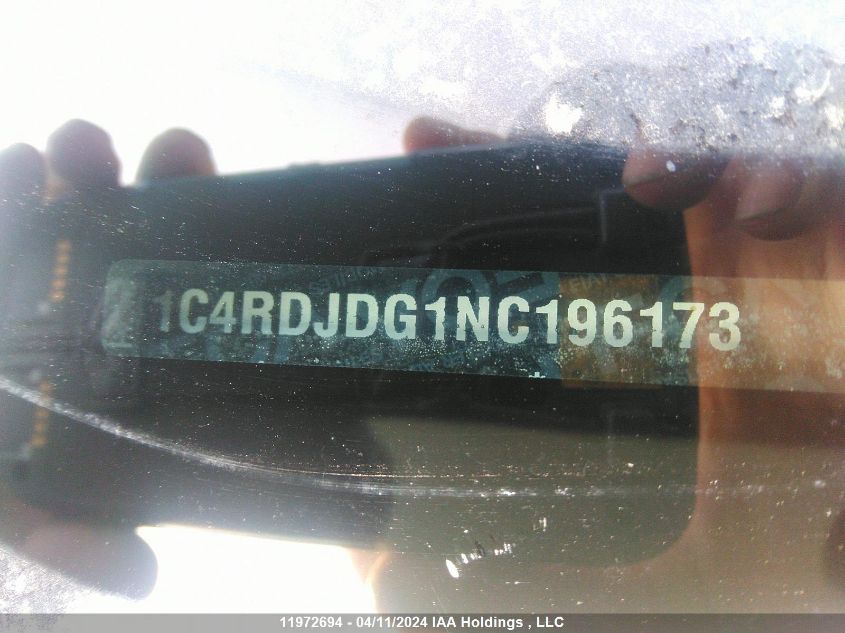 1C4RDJDG1NC196173
11972694 - 04/11/2024 IAA Holdings , LLC